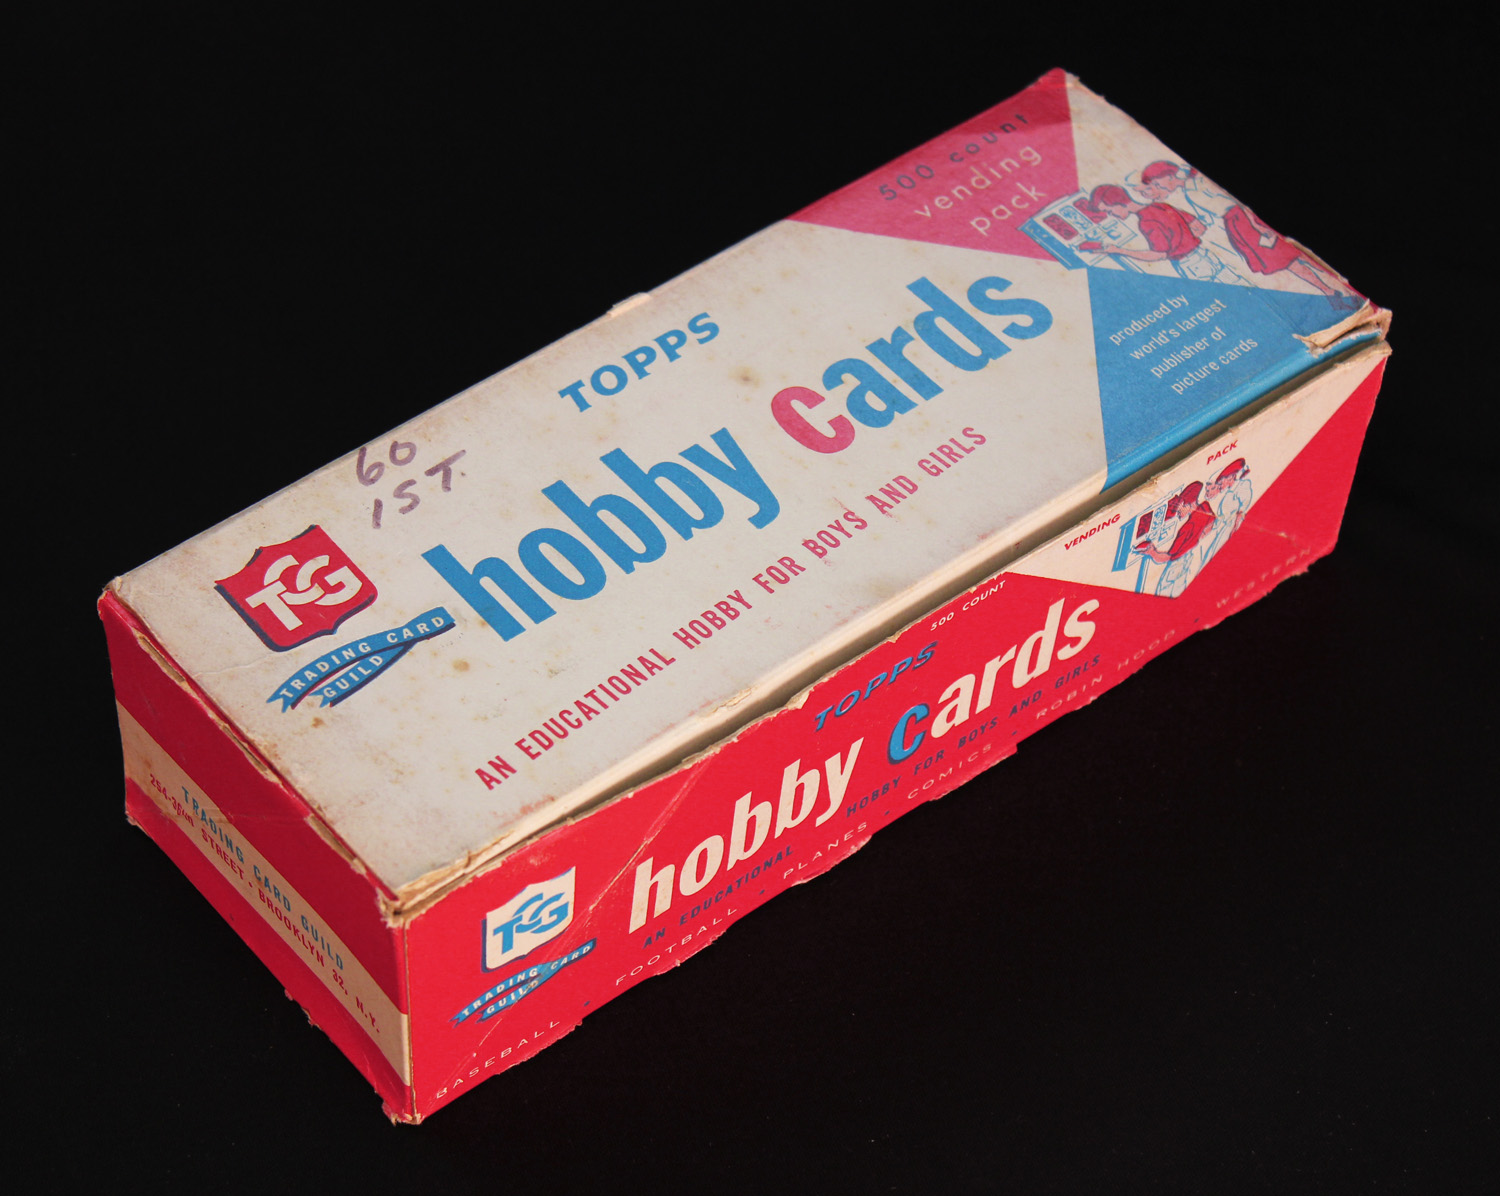 500 count
vending
pack
produced by
world's largest
publisher of
picture cards
TOPPS
hobby cards
AN EDUCATIONAL HOBBY FOR BOYS AND GIRLS
60
1ST.
TCG
TRADING CARD
GUILD
VENDING PACK
500 COUNT
TOPPS
hobby cards
AN EDUCATIONAL HOBBY FOR BOYS AND GIRLS
TCG
TRADING CARD
GUILD
BASEBALL • FOOTBALL • PLANES • COMICS • ROBIN HOOD • WESTERN
TRADING CARD GUILD
254-36th STREET • BROOKLYN 32, N.Y.